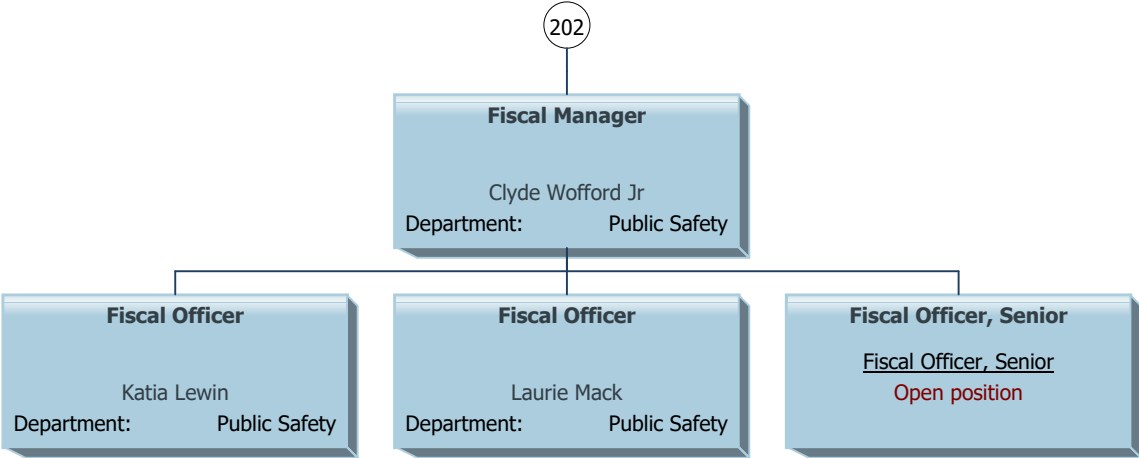 202
Fiscal Manager
Clyde Wofford Jr
Department: Public Safety
Fiscal Officer
Katia Lewin
Department: Public Safety
Fiscal Officer
Laurie Mack
Department: Public Safety
Fiscal Officer, Senior
Fiscal Officer, Senior
Open position